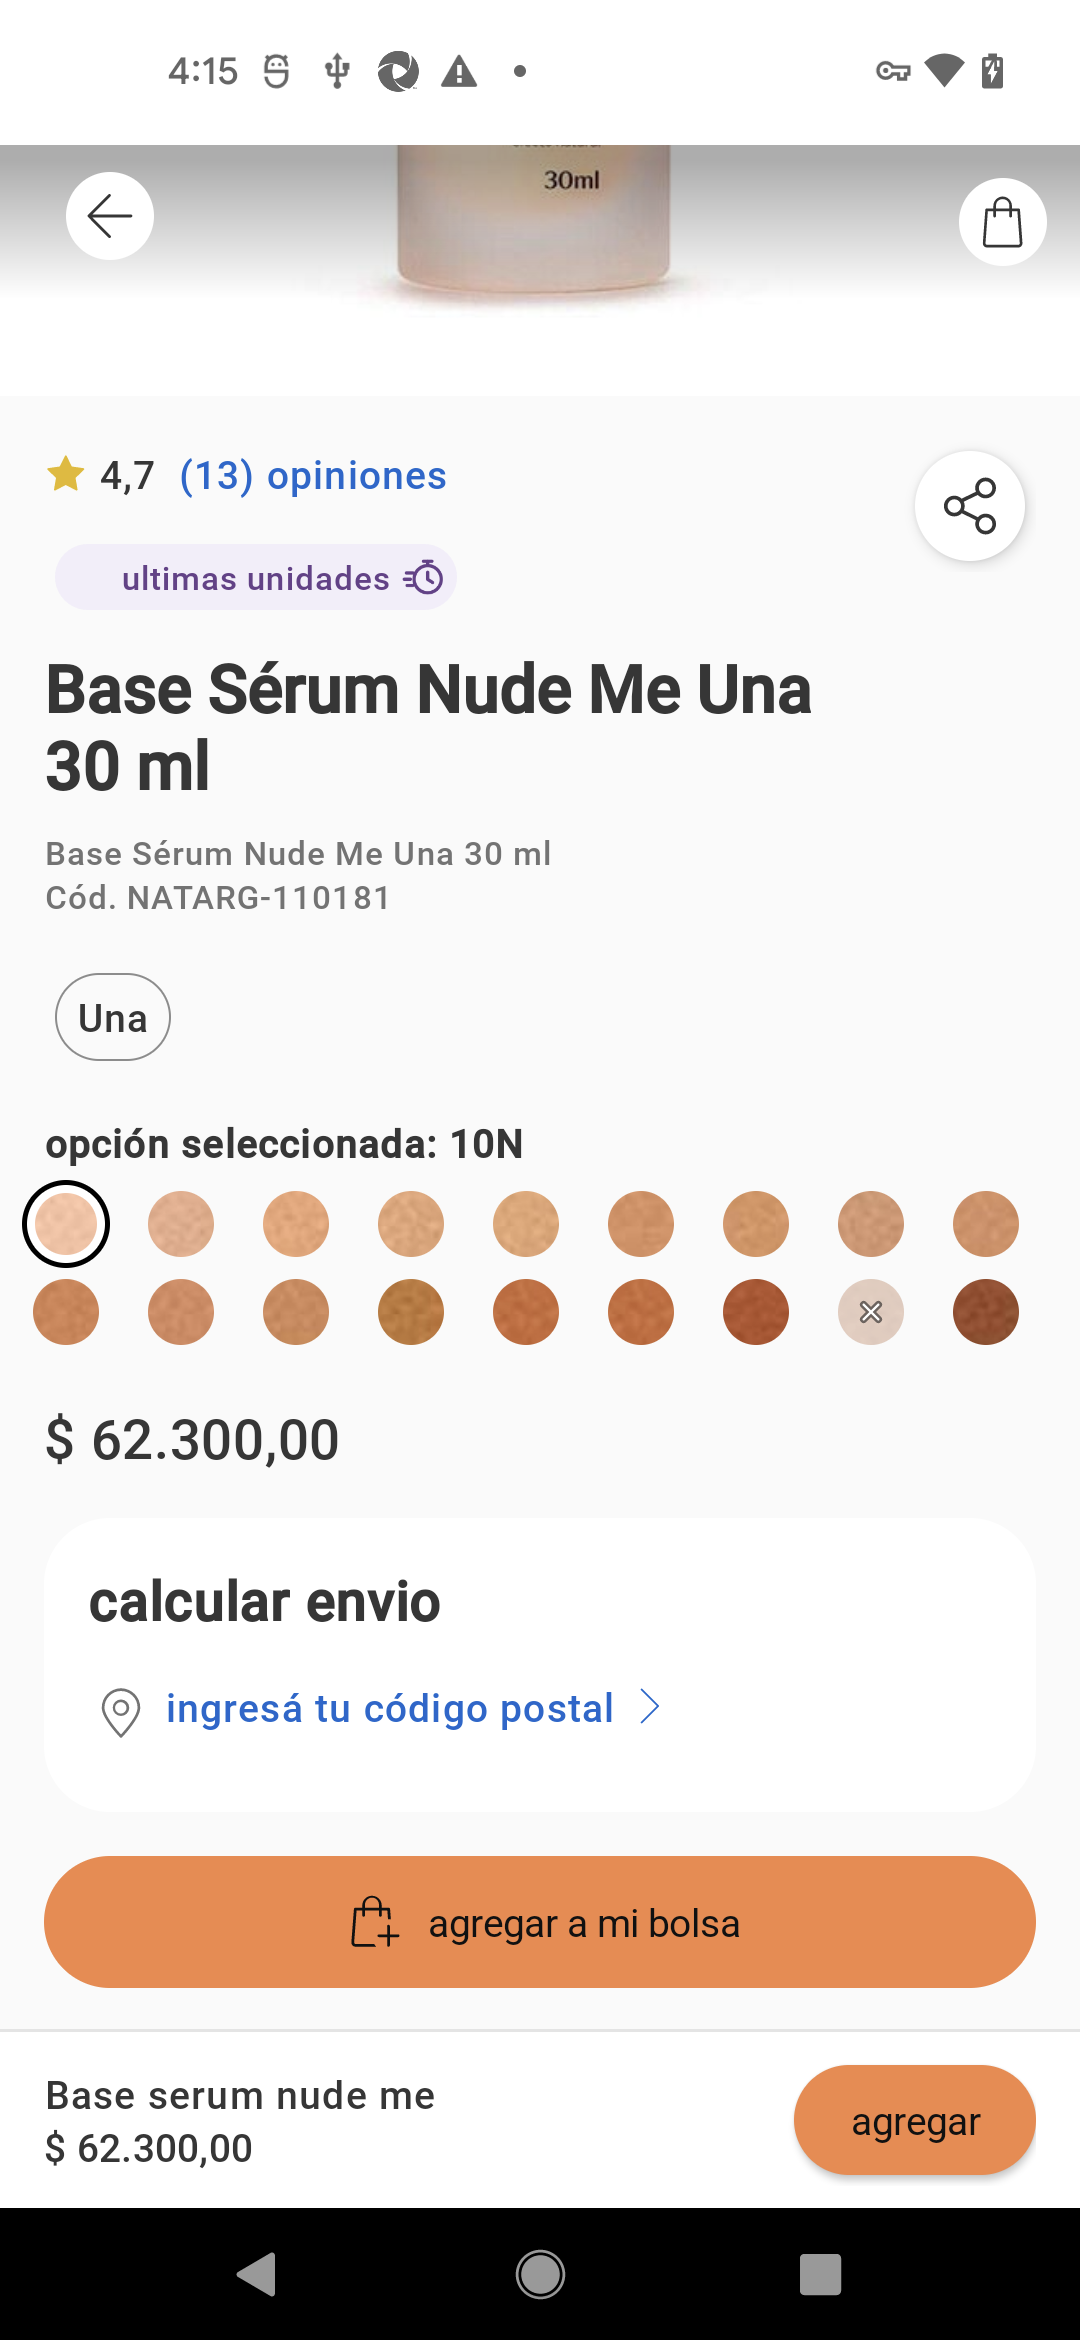 4:15
30ml
4,7 (13) opiniones
ultimas unidades
Base Sérum Nude Me Una
30 ml
Base Sérum Nude Me Una 30 ml
Cód. NATARG-110181
Una
opción seleccionada: 10N
$ 62.300,00
calcular envio
ingresá tu código postal
agregar a mi bolsa
Base serum nude me
$ 62.300,00
agregar